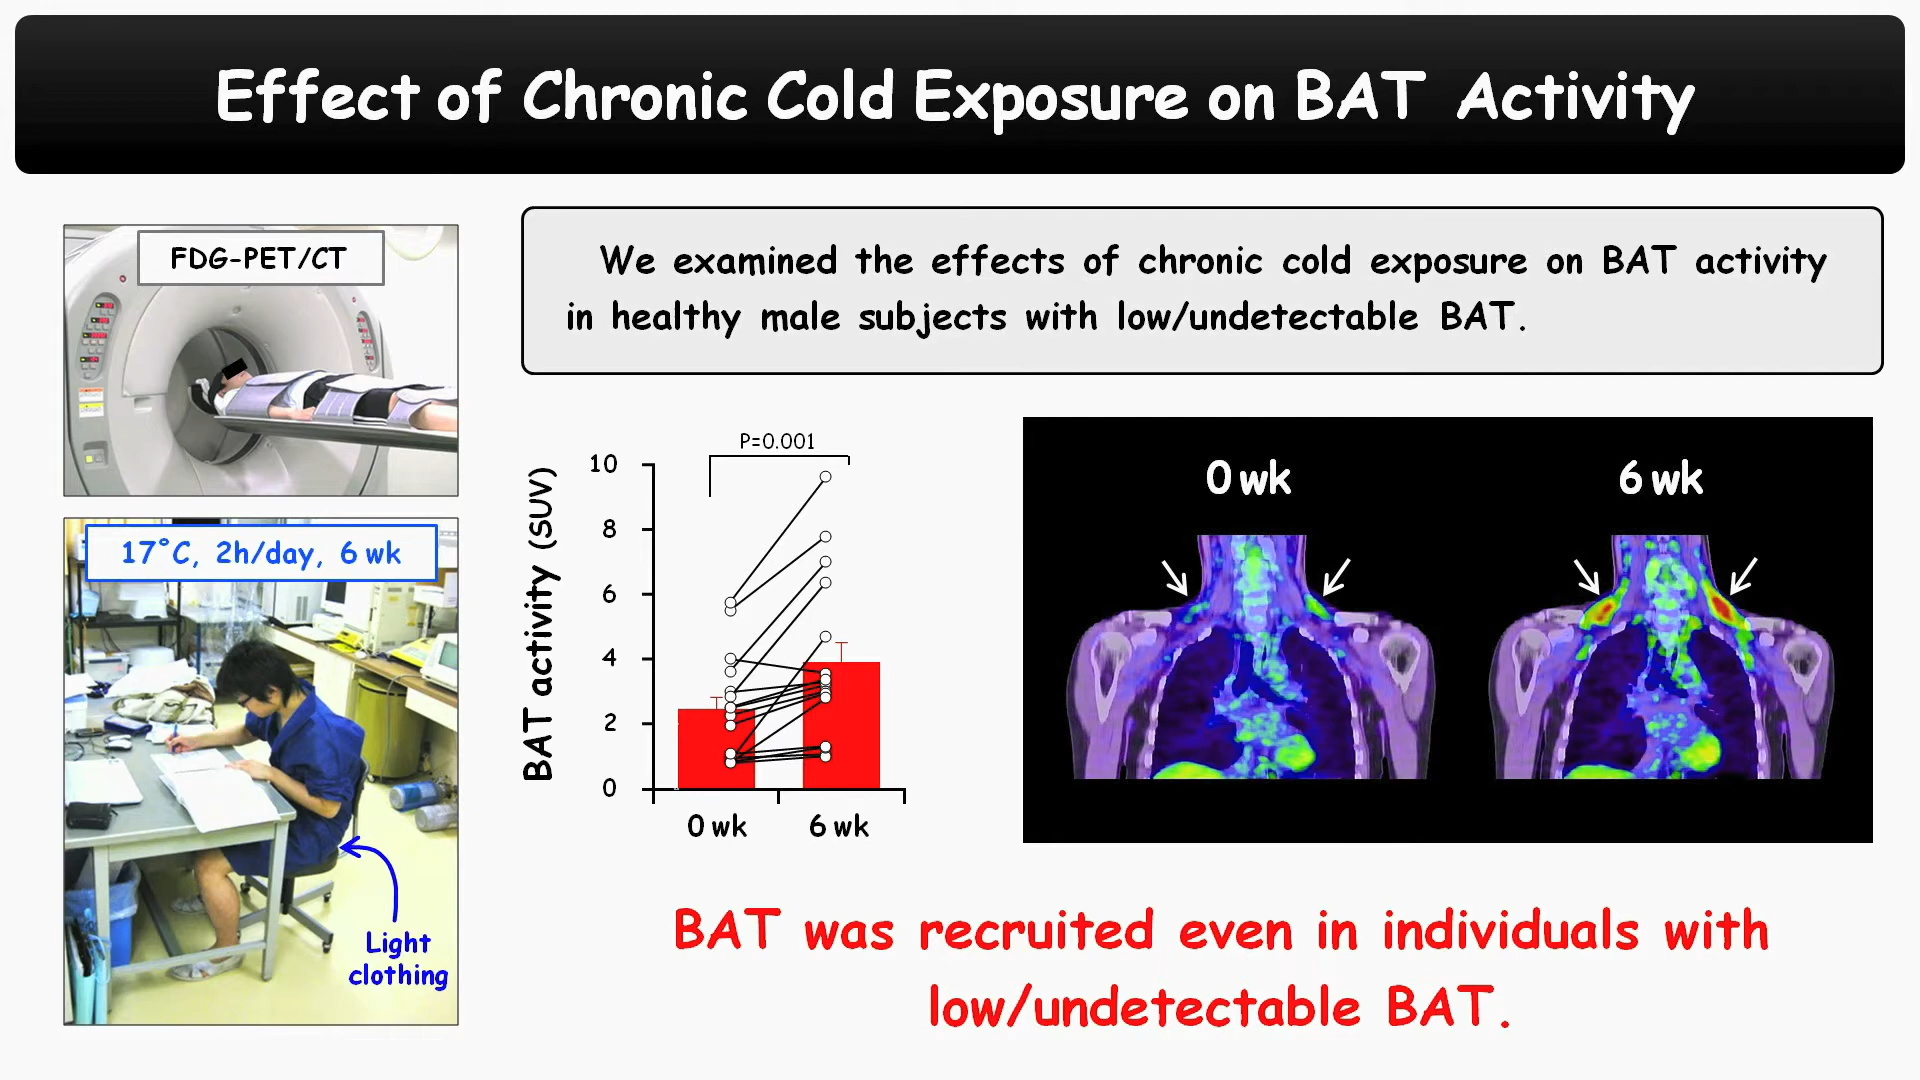 Effect of Chronic Cold Exposure on BAT Activity
FDG-PET/CT
17°C, 2h/day, 6 wk
Light
clothing
We examined the effects of chronic cold exposure on BAT activity
in healthy male subjects with low/undetectable BAT.
P=0.001
BAT activity (SUV)
10
8
6
4
2
0
0 wk
6 wk
0 wk
6 wk
BAT was recruited even in individuals with
low/undetectable BAT.